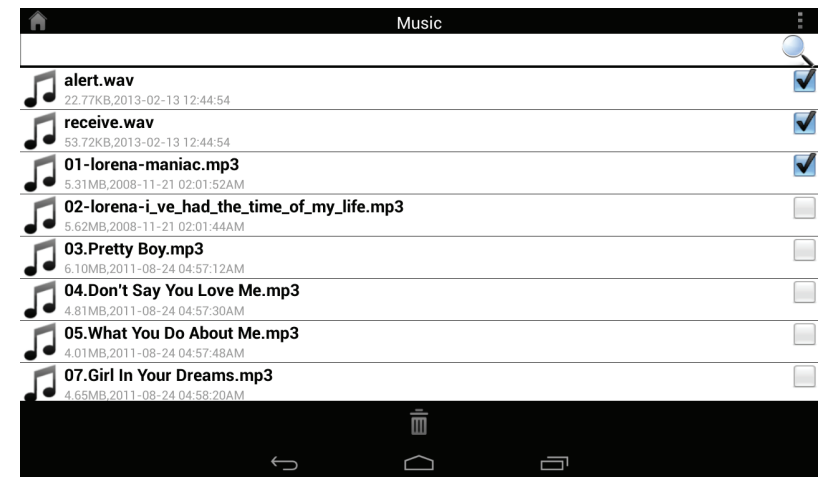 Music
alert.wav
22.77KB,2013-02-13 12:44:54
receive.wav
53.72KB,2013-02-13 12:44:54
01-lorena-maniac.mp3
5.31MB,2008-11-21 02:01:52AM
02-lorena-i_ve_had_the_time_of_my_life.mp3
5.62MB,2008-11-21 02:01:44AM
03.Pretty Boy.mp3
6.10MB,2011-08-24 04:57:12AM
04.Don't Say You Love Me.mp3
4.81MB,2011-08-24 04:57:30AM
05.What You Do About Me.mp3
4.01MB,2011-08-24 04:57:48AM
07.Girl In Your Dreams.mp3
4.65MB,2011-08-24 04:58:20AM